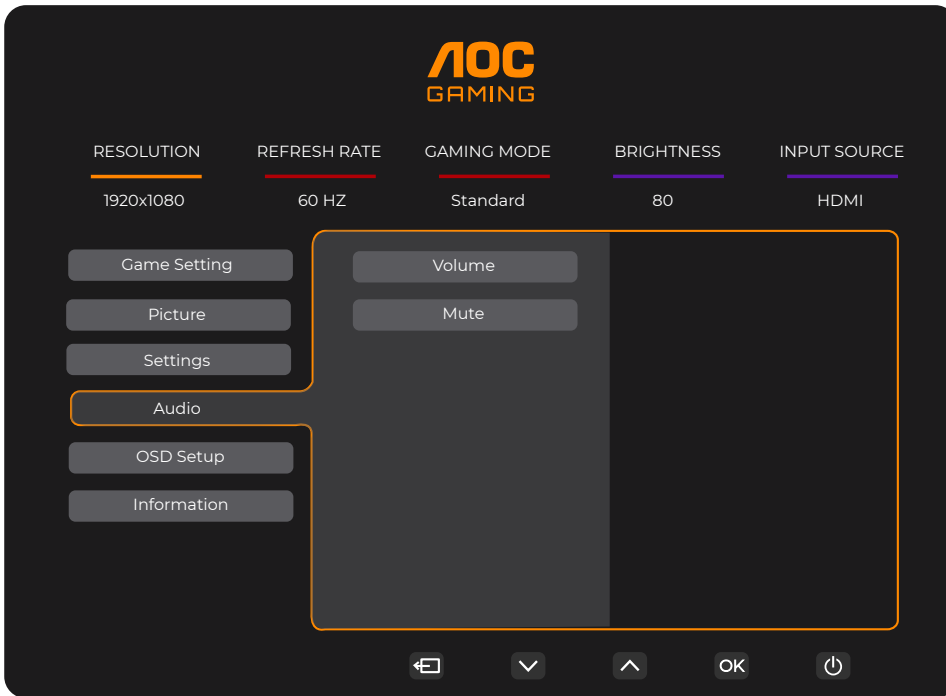 AOC
GAMING
RESOLUTION REFRESH RATE GAMING MODE BRIGHTNESS INPUT SOURCE
1920x1080 60 HZ Standard 80 HDMI
Game Setting Volume
Picture Mute
Settings
Audio
OSD Setup
Information
OK